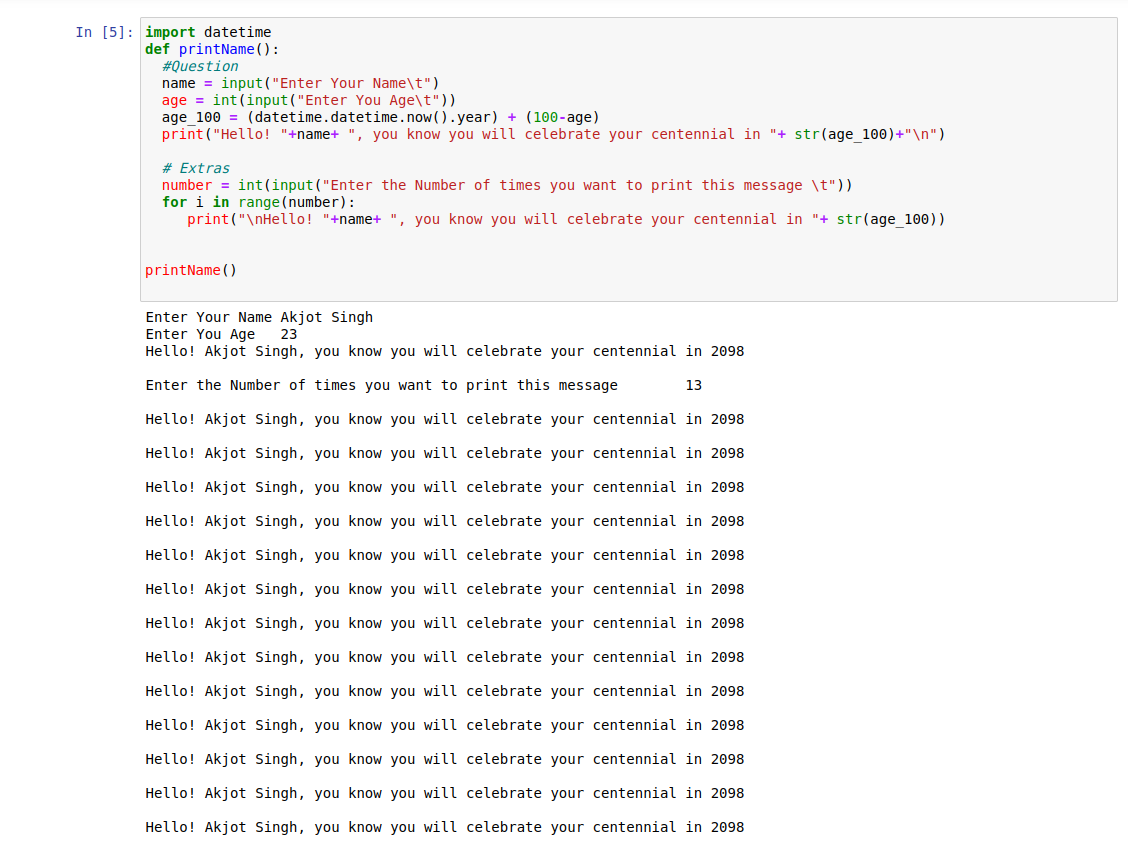 In [5]: import datetime
def printName():
  #Question
  name = input("Enter Your Name\t")
  age = int(input("Enter You Age\t"))
  age_100 = (datetime.datetime.now().year) + (100-age)
  print("Hello! "+name+ ", you know you will celebrate your centennial in "+ str(age_100)+"\n")
  # Extras
  number = int(input("Enter the Number of times you want to print this message \t"))
  for i in range(number):
     print("\nHello! "+name+ ", you know you will celebrate your centennial in "+ str(age_100))
printName()
Enter Your Name Akjot Singh
Enter You Age   23
Hello! Akjot Singh, you know you will celebrate your centennial in 2098
Enter the Number of times you want to print this message        13
Hello! Akjot Singh, you know you will celebrate your centennial in 2098
Hello! Akjot Singh, you know you will celebrate your centennial in 2098
Hello! Akjot Singh, you know you will celebrate your centennial in 2098
Hello! Akjot Singh, you know you will celebrate your centennial in 2098
Hello! Akjot Singh, you know you will celebrate your centennial in 2098
Hello! Akjot Singh, you know you will celebrate your centennial in 2098
Hello! Akjot Singh, you know you will celebrate your centennial in 2098
Hello! Akjot Singh, you know you will celebrate your centennial in 2098
Hello! Akjot Singh, you know you will celebrate your centennial in 2098
Hello! Akjot Singh, you know you will celebrate your centennial in 2098
Hello! Akjot Singh, you know you will celebrate your centennial in 2098
Hello! Akjot Singh, you know you will celebrate your centennial in 2098
Hello! Akjot Singh, you know you will celebrate your centennial in 2098